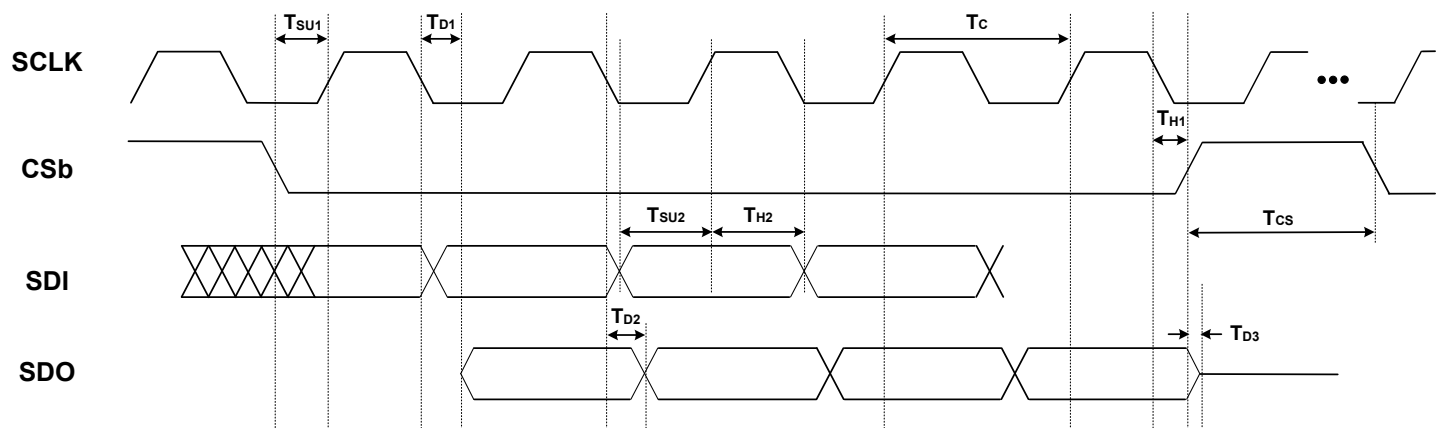 TSU1
TD1
TC
SCLK
•••
TH1
CSb
TSU2
TH2
TCS
SDI
TD2
TD3
SDO